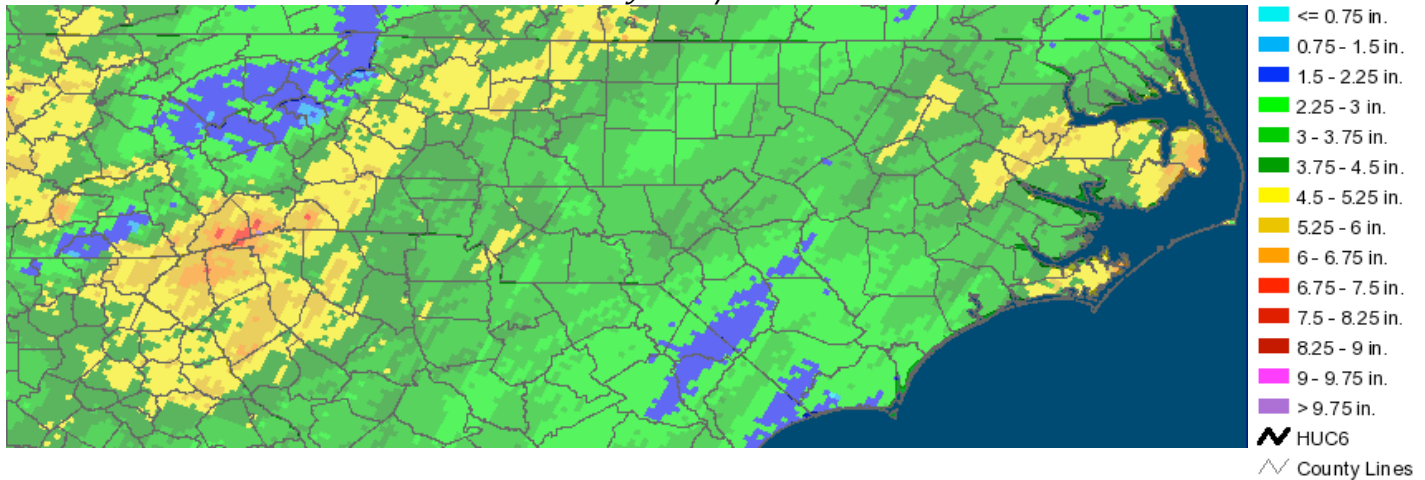 <= 0.75 in.
0.75 - 1.5 in.
1.5 - 2.25 in.
2.25 - 3 in.
3 - 3.75 in.
3.75 - 4.5 in.
4.5 - 5.25 in.
5.25 - 6 in.
6 - 6.75 in.
6.75 - 7.5 in.
7.5 - 8.25 in.
8.25 - 9 in.
9 - 9.75 in.
> 9.75 in.
HUC6
County Lines